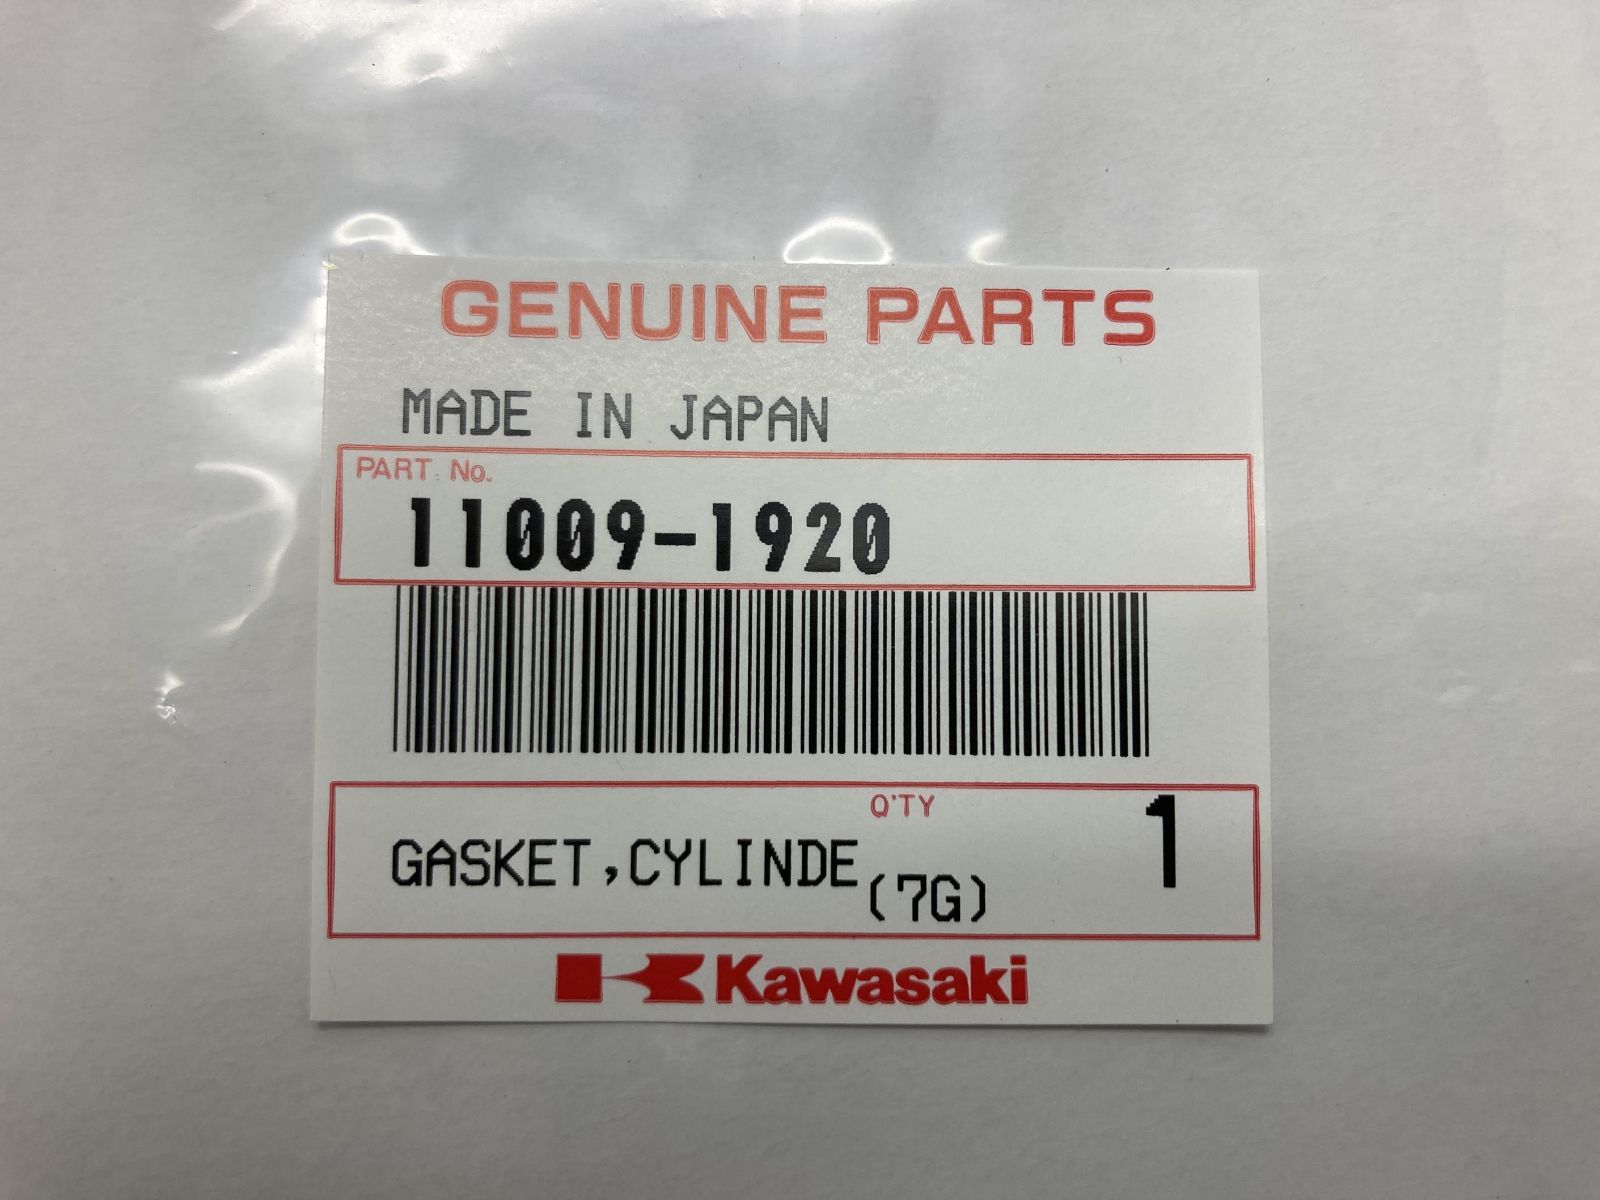 GENUINE PARTS
MADE IN JAPAN
PART. No.
11009-1920
Q'TY
1
GASKET,CYLINDE
(7G)
Kawasaki